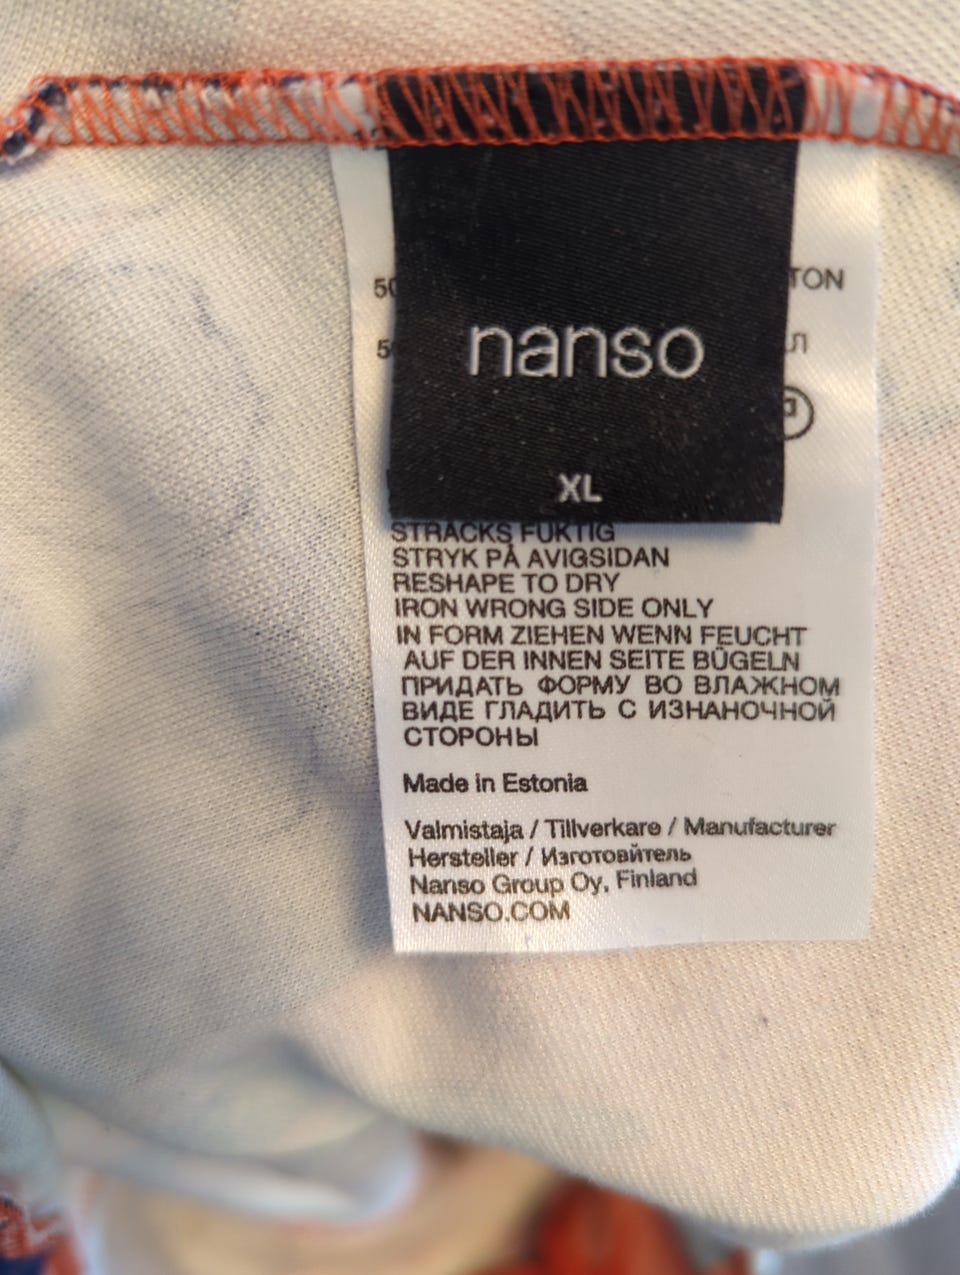 nanso
XL
STRÄCKS FUKTIG
STRYK PÅ AVIGSIDAN
RESHAPE TO DRY
IRON WRONG SIDE ONLY
IN FORM ZIEHEN WENN FEUCHT
AUF DER INNEN SEITE BÜGELN
ПРИДАТЬ ФОРМУ ВО ВЛАЖНОМ
ВИДЕ ГЛАДИТЬ С ИЗНАНОЧНОЙ
СТОРОНЫ
Made in Estonia
Valmistaja / Tillverkare / Manufacturer
Hersteller / Изготовйтель
Nanso Group Oy, Finland
NANSO.COM